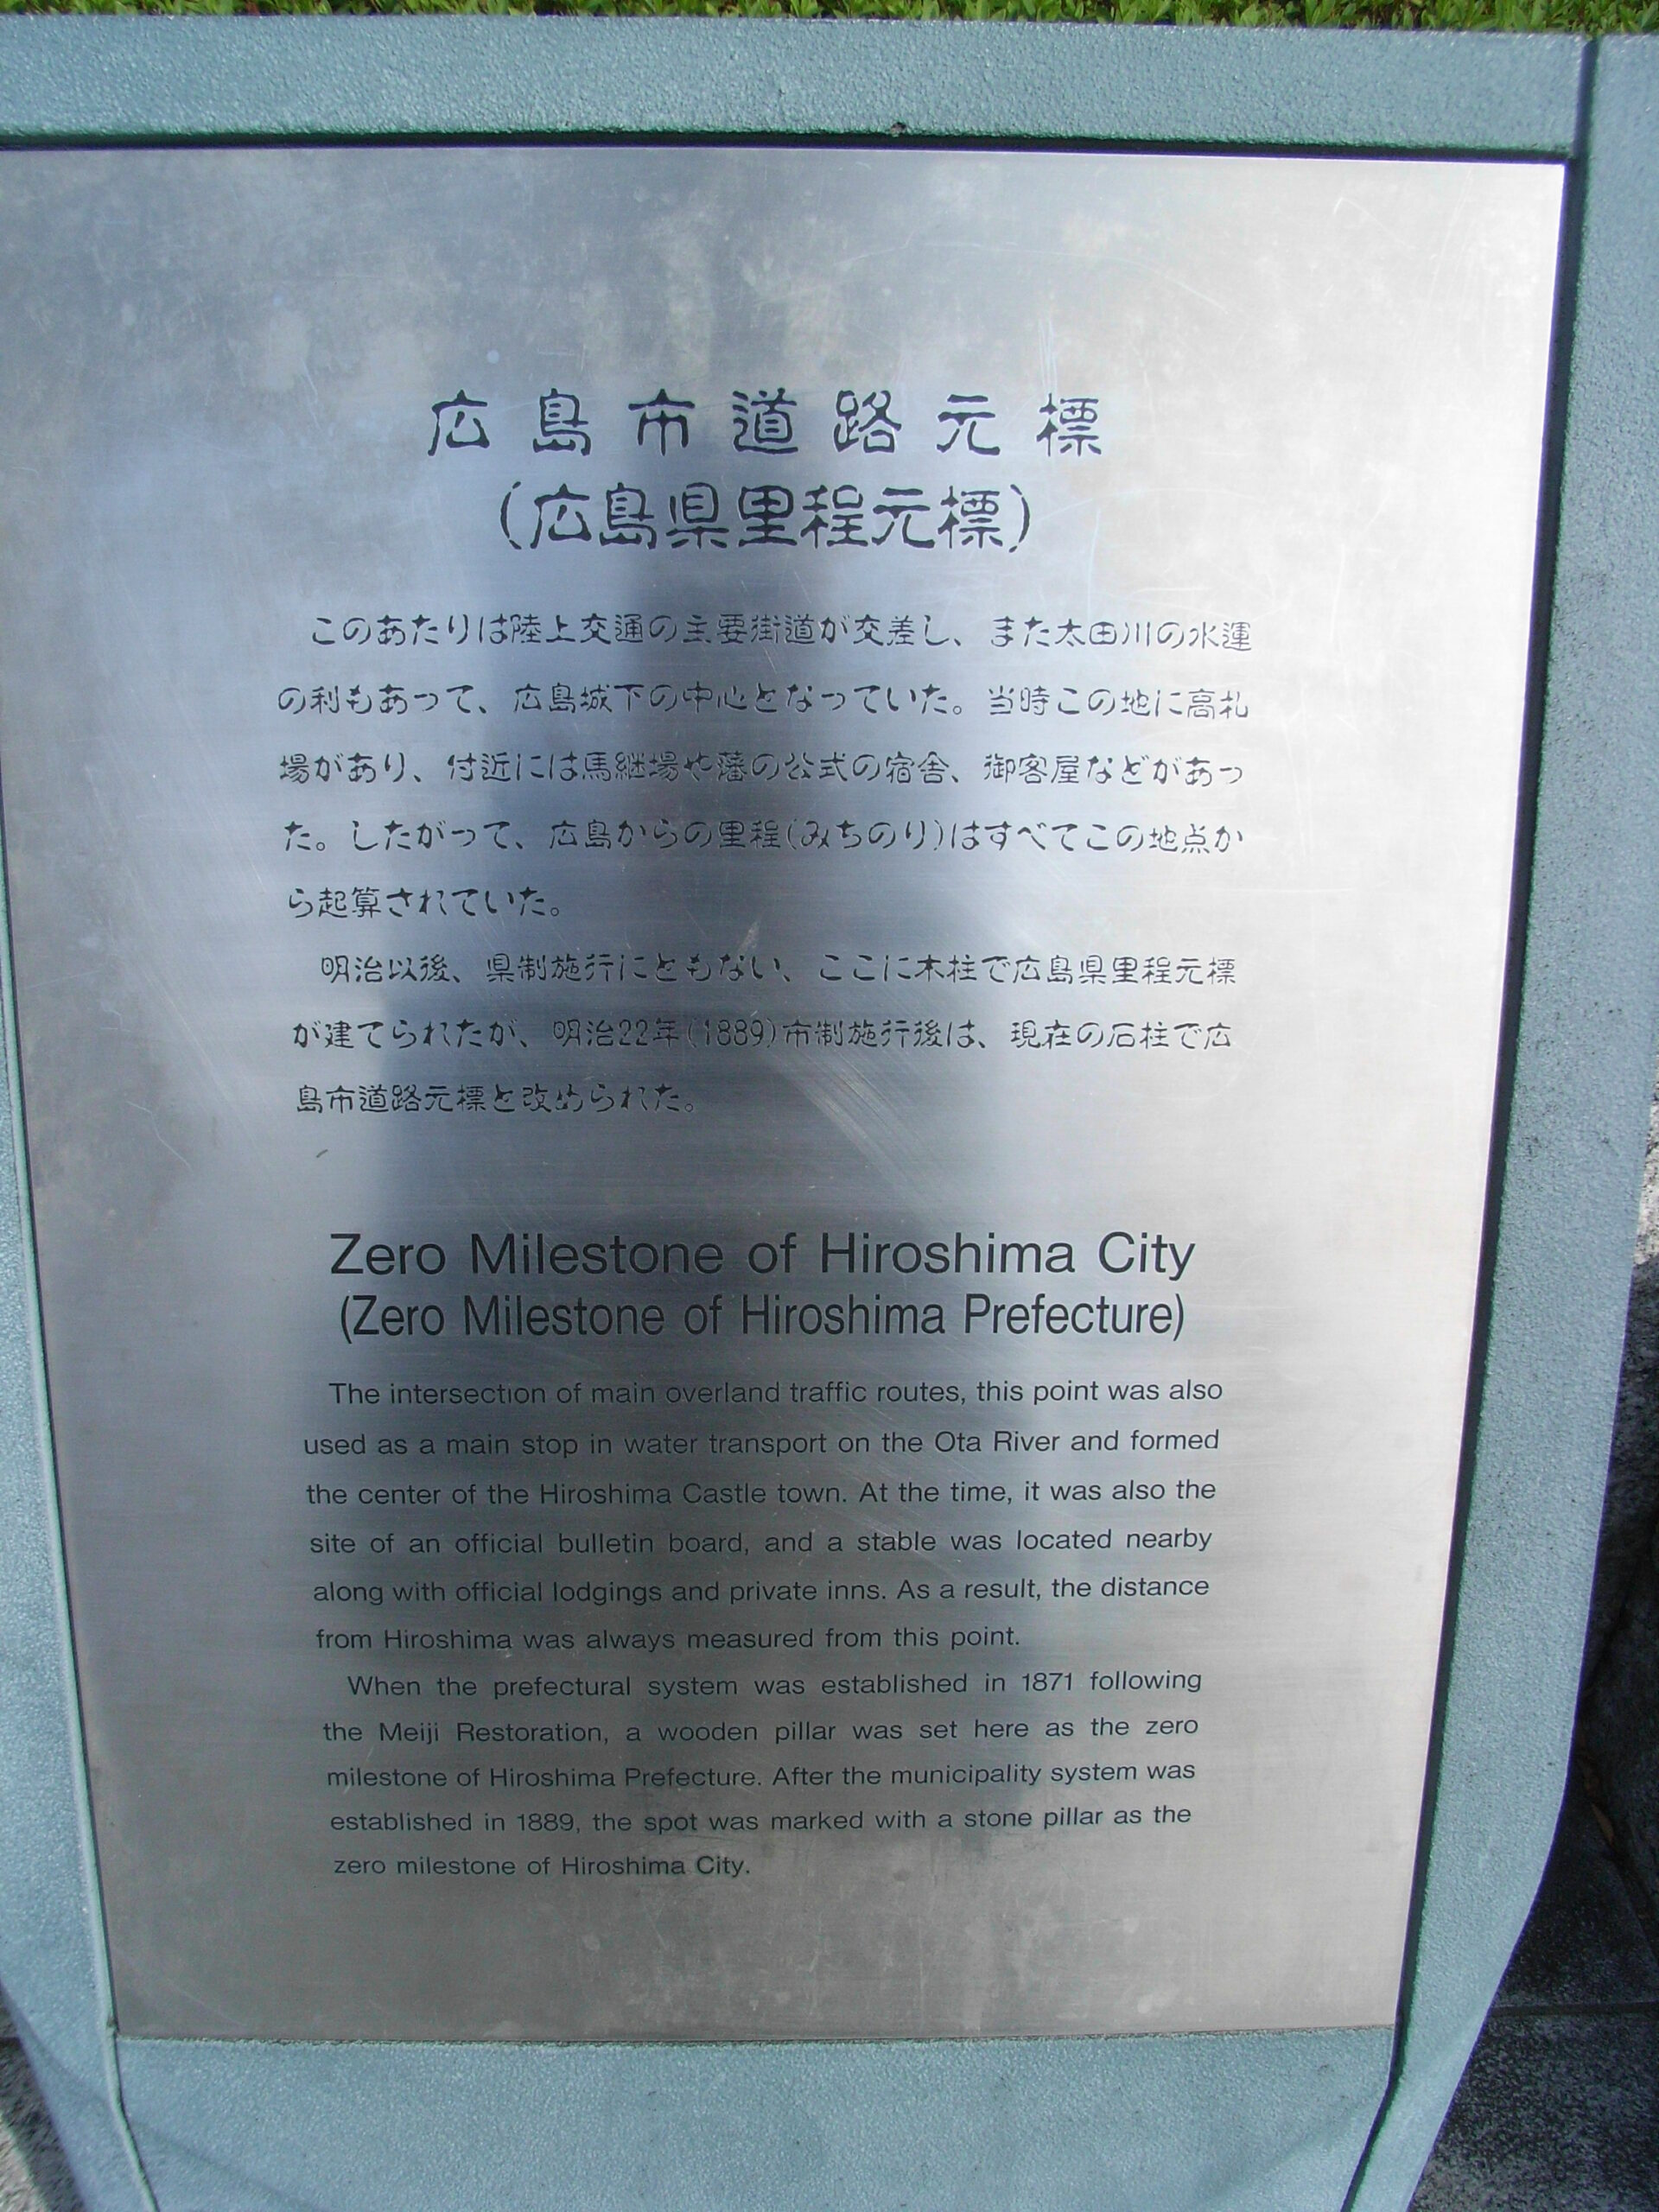 広島市道路元標
(広島県里程元標)
このあたりは陸上交通の主要街道が交差し、また太田川の水運
の利もあって、広島城下の中心となっていた。当時この地に高札
場があり、付近には馬継場や藩の公式の宿舎、御客屋などがあっ
た。したがって、広島からの里程(みちのり)はすべてこの地点か
ら起算されていた。
明治以後、県制施行にともない、ここに木柱で広島県里程元標
が建てられたが、明治22年(1889)市制施行後は、現在の石柱で広
島市道路元標と改められた。
Zero Milestone of Hiroshima City
(Zero Milestone of Hiroshima Prefecture)
The intersection of main overland traffic routes, this point was also
used as a main stop in water transport on the Ota River and formed
the center of the Hiroshima Castle town. At the time, it was also the
site of an official bulletin board, and a stable was located nearby
along with official lodgings and private inns. As a result, the distance
from Hiroshima was always measured from this point.
When the prefectural system was established in 1871 following
the Meiji Restoration, a wooden pillar was set here as the zero
milestone of Hiroshima Prefecture. After the municipality system was
established in 1889, the spot was marked with a stone pillar as the
zero milestone of Hiroshima City.